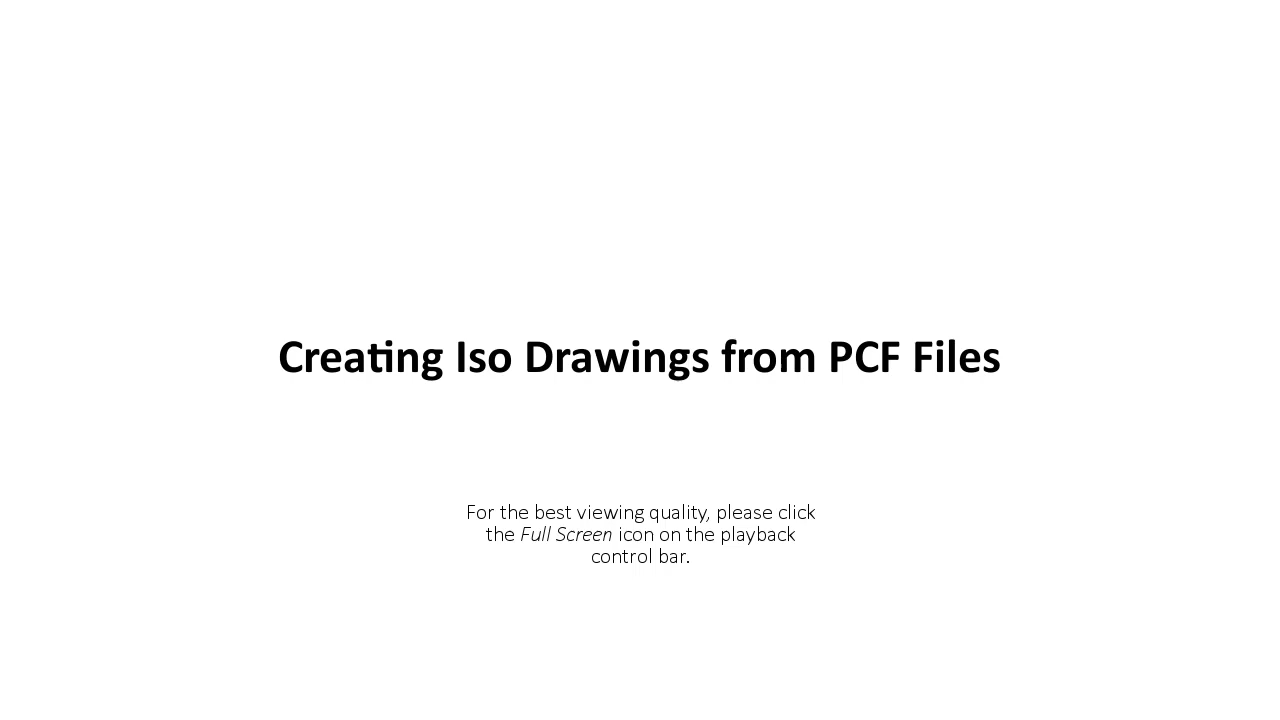 Creating Iso Drawings from PCF Files
For the best viewing quality, please click
the Full Screen icon on the playback
control bar.